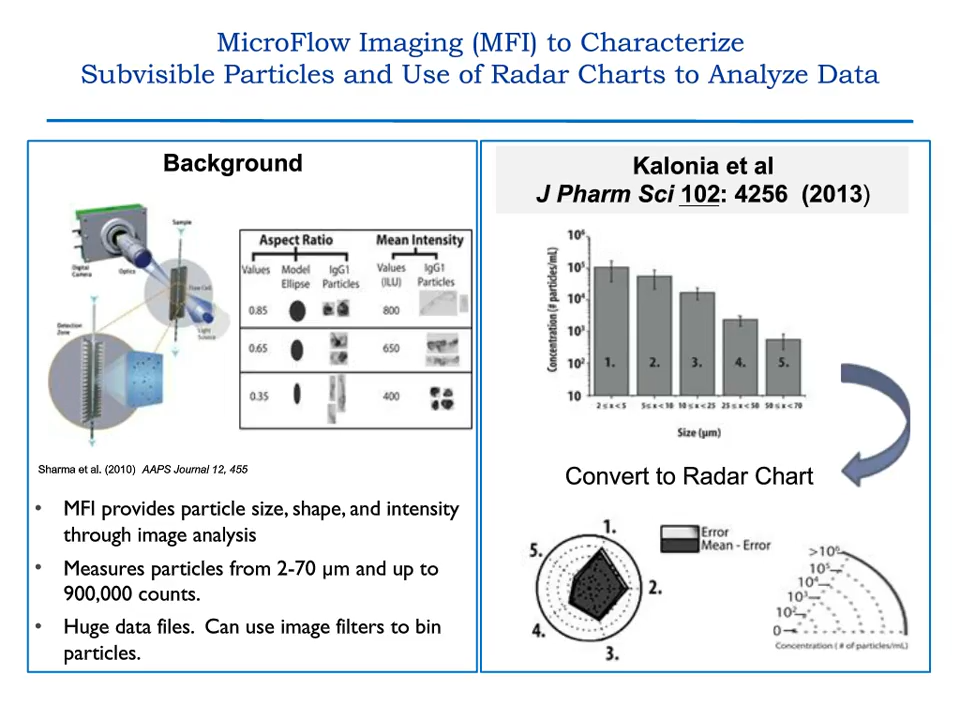 MicroFlow Imaging (MFI) to Characterize
Subvisible Particles and Use of Radar Charts to Analyze Data
Background
Digital
Camera
Optics
Sample
Flow Cell
Light
Source
Detection
Zone
Aspect Ratio
Mean Intensity
Values
Model
Ellipse
IgG1
Particles
Values
(ILU)
IgG1
Particles
0.85
800
0.65
650
0.35
400
Sharma et al. (2010) AAPS Journal 12, 455
• MFI provides particle size, shape, and intensity
through image analysis
• Measures particles from 2-70 μm and up to
900,000 counts.
• Huge data files. Can use image filters to bin
particles.
Kalonia et al
J Pharm Sci 102: 4256 (2013)
Concentration (# particles/mL)
10⁶
10⁵
10⁴
10³
10²
10
1. 2. 3. 4. 5.
2 ≤ x < 5 5 ≤ x < 10 10 ≤ x < 25 25 ≤ x < 50 50 ≤ x < 70
Size (μm)
Convert to Radar Chart
1.
2.
3.
4.
5.
Error
Mean - Error
>10⁶
10⁵
10⁴
10³
10²
0
Concentration ( # of particles/mL)